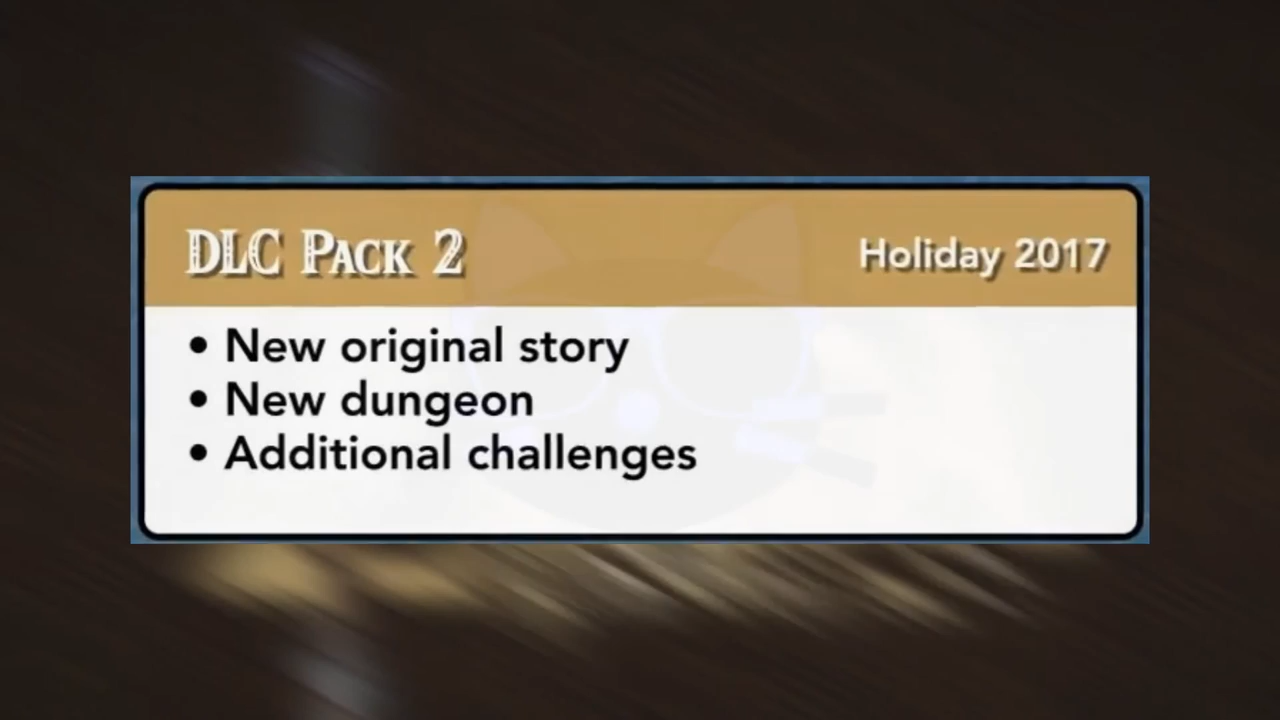 DLC Pack 2 Holiday 2017
• New original story
• New dungeon
• Additional challenges